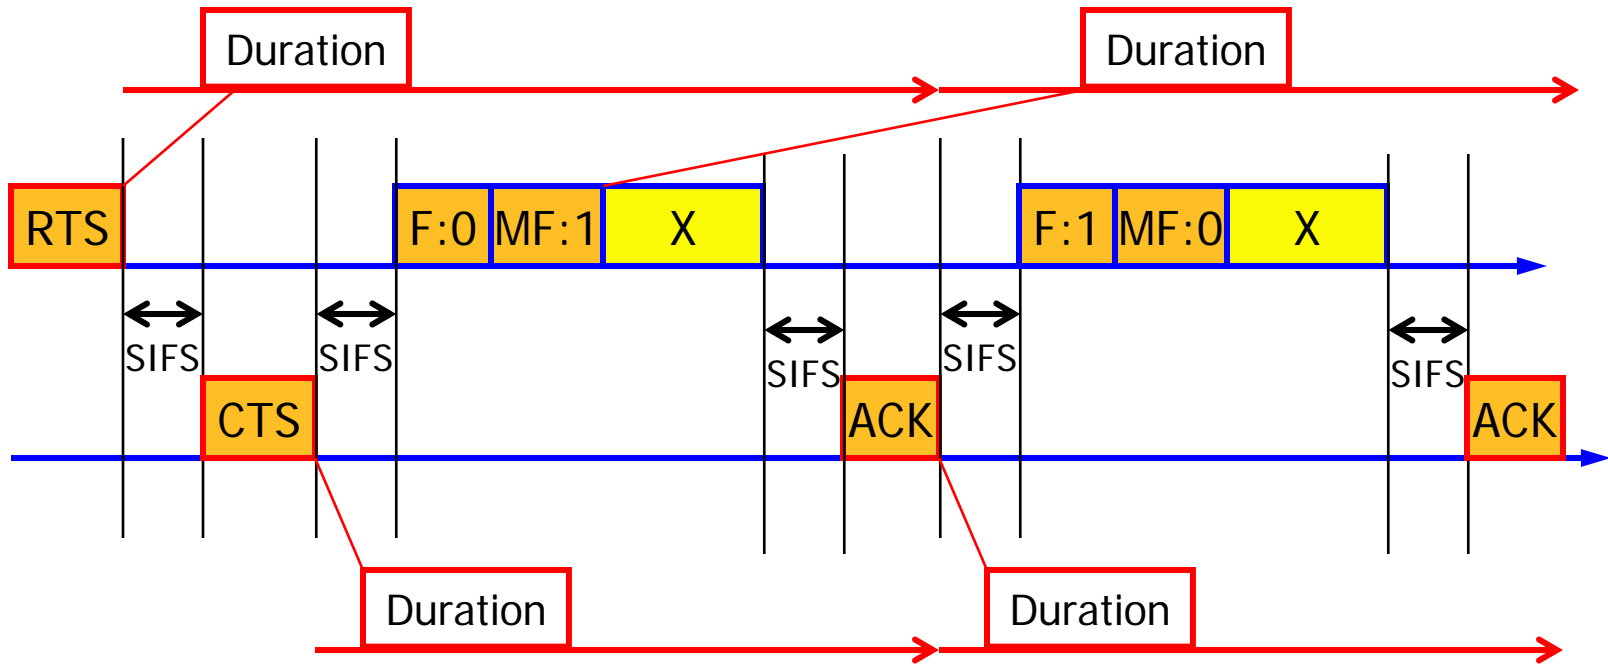 Duration
Duration
RTS
F:0
MF:1
X
F:1
MF:0
X
SIFS
SIFS
SIFS
SIFS
SIFS
CTS
ACK
ACK
Duration
Duration